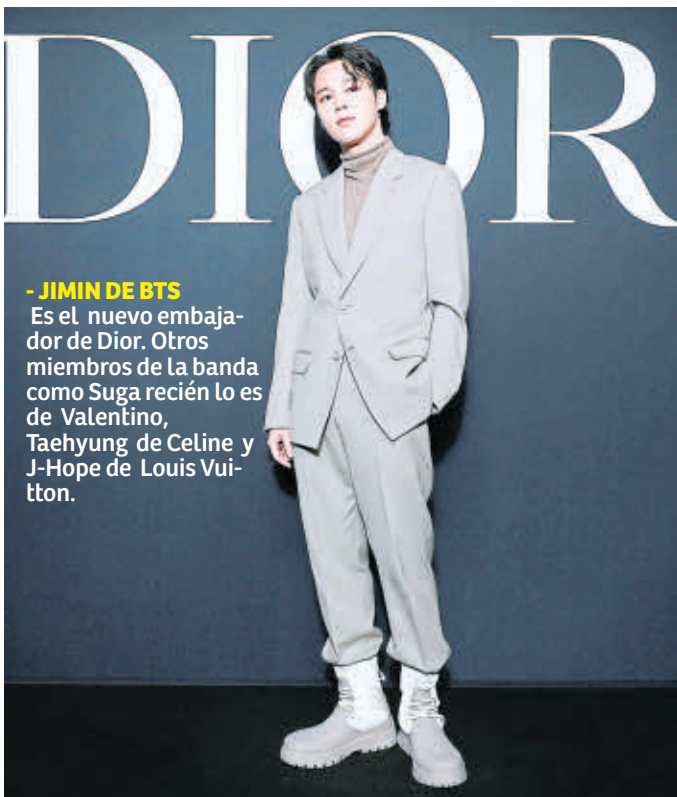 DIOR
- JIMIN DE BTS
Es el nuevo embaja-
dor de Dior. Otros
miembros de la banda
como Suga recién lo es
de Valentino,
Taehyung de Celine y
J-Hope de Louis Vui-
tton.